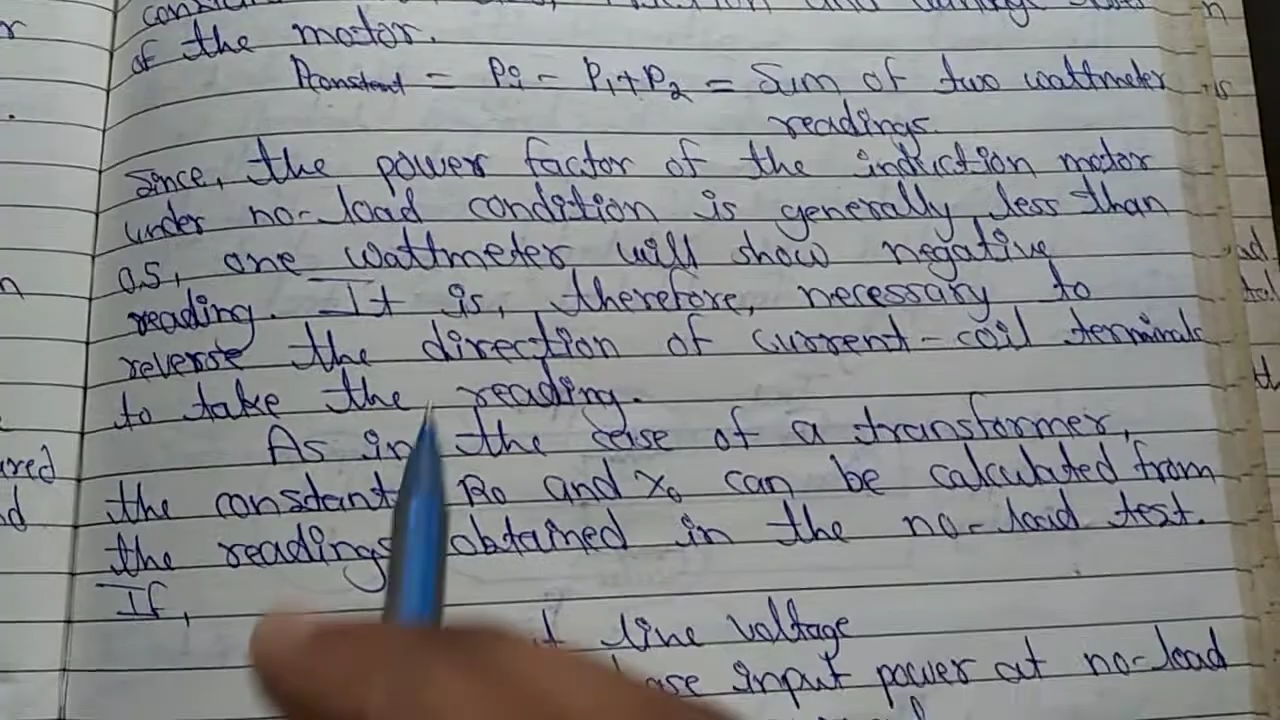 of the motor.
Pconstant = Pi = P1+P2 = Sum of two wattmeter
readings.
Since, the power factor of the induction motor
under no-load condition is generally less than
0.5, one wattmeter will show negative
reading. It is, therefore, necessary to
reverse the direction of current-coil terminals
to take the reading.
As in the case of a transformer,
the constant R0 and X0 can be calculated from
the readings obtained in the no-load test.
If,
line voltage
input power at no-load